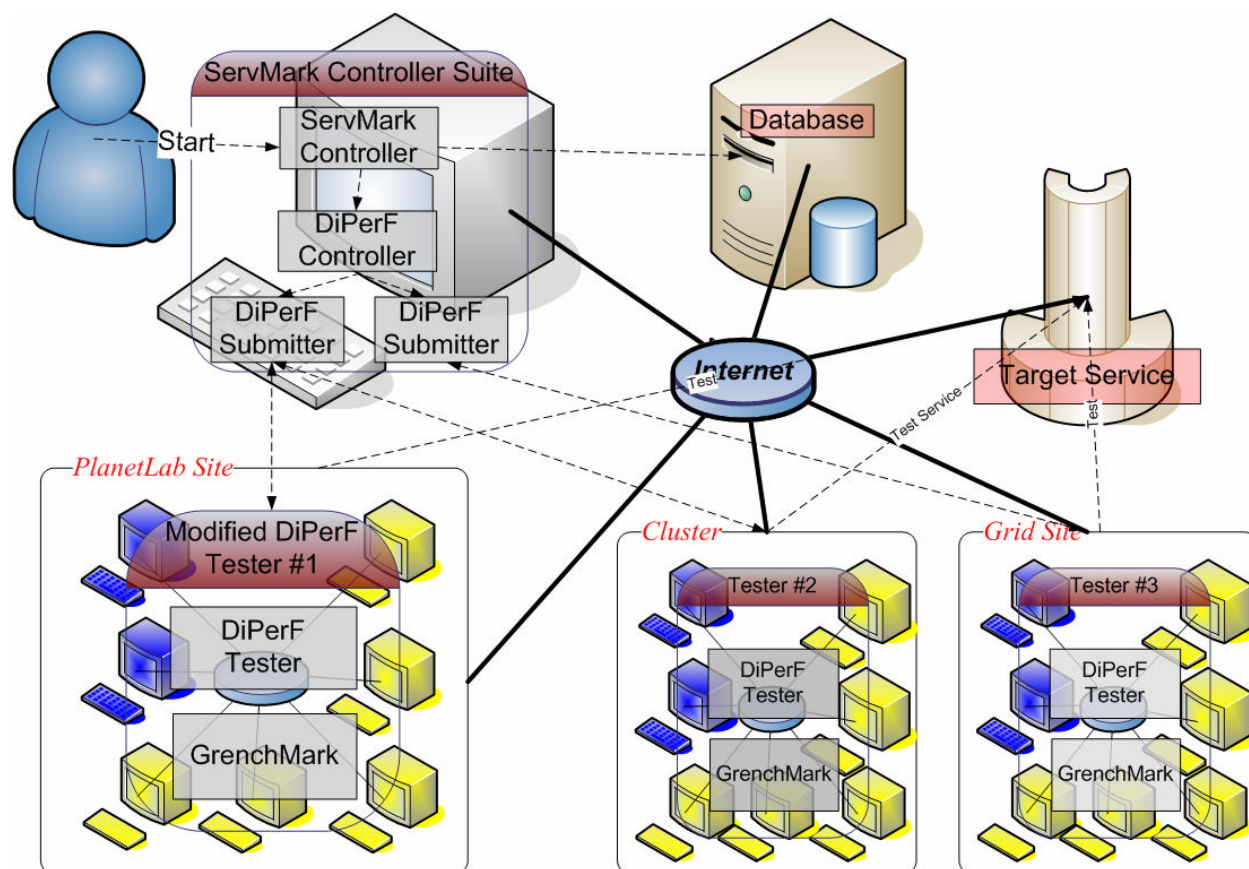 ServMark Controller Suite
Start
ServMark
Controller
Database
DiPerF
Controller
DiPerF
Submitter
DiPerF
Submitter
Internet
Test
Test Service
Target Service
Test
PlanetLab Site
Modified DiPerF
Tester #1
DiPerF
Tester
GrenchMark
Cluster
Tester #2
DiPerF
Tester
GrenchMark
Grid Site
Tester #3
DiPerF
Tester
GrenchMark